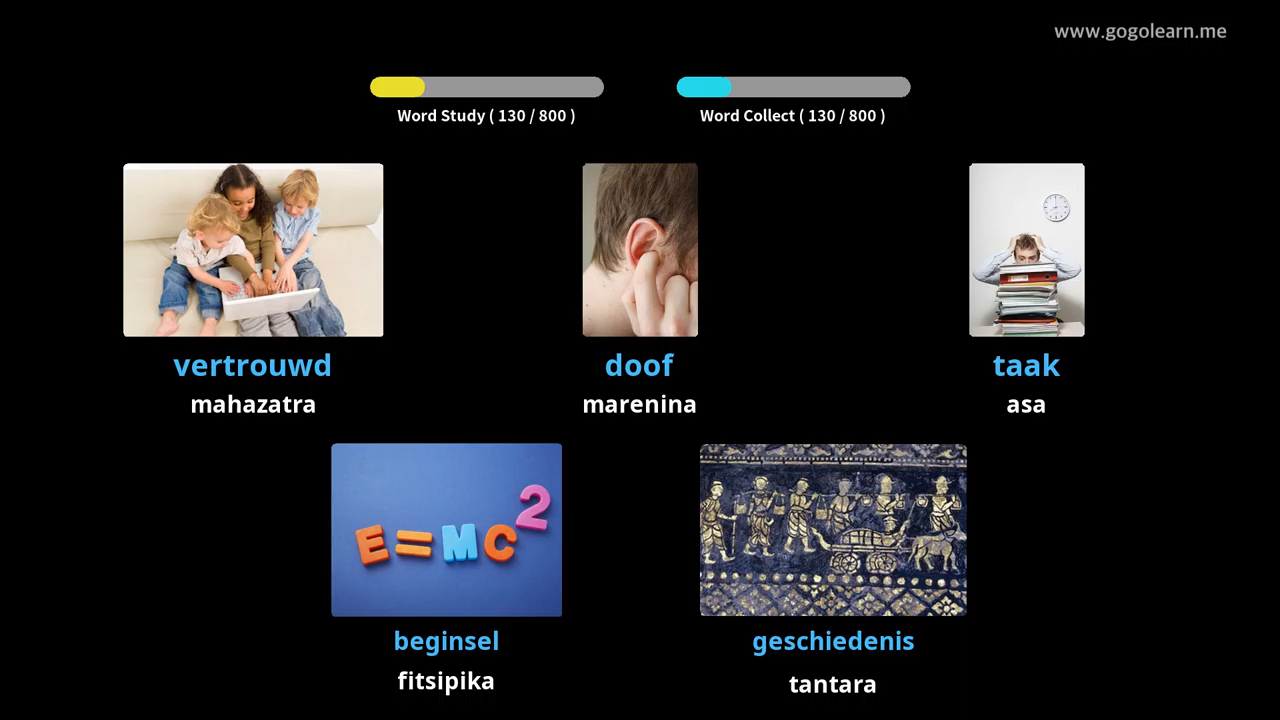 www.gogolearn.me
Word Study ( 130 / 800 )
Word Collect ( 130 / 800 )
vertrouwd
doof
taak
mahazatra
marenina
asa
E=MC2
beginsel
geschiedenis
fitsipika
tantara